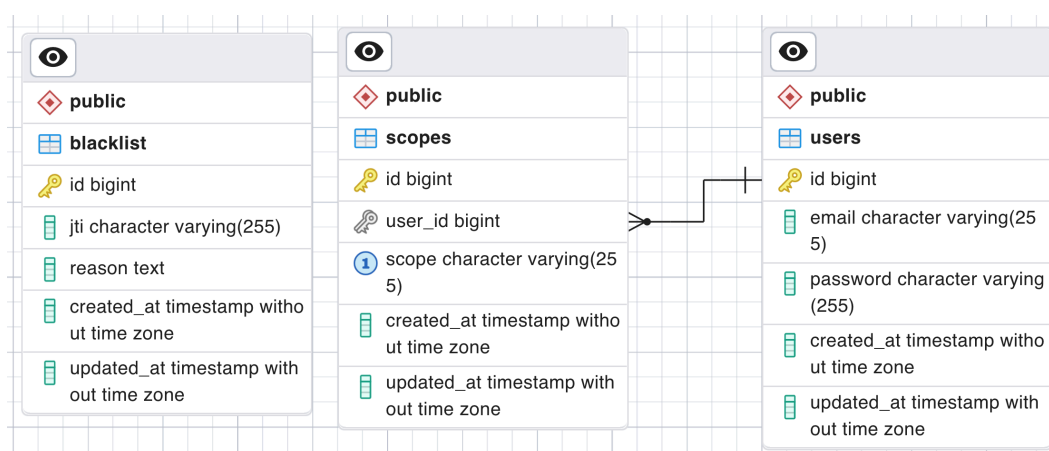 public
blacklist
id bigint
jti character varying(255)
reason text
created_at timestamp witho
ut time zone
updated_at timestamp with
out time zone
public
scopes
id bigint
user_id bigint
1
scope character varying(25
5)
created_at timestamp witho
ut time zone
updated_at timestamp with
out time zone
public
users
id bigint
email character varying(25
5)
password character varying
(255)
created_at timestamp witho
ut time zone
updated_at timestamp with
out time zone